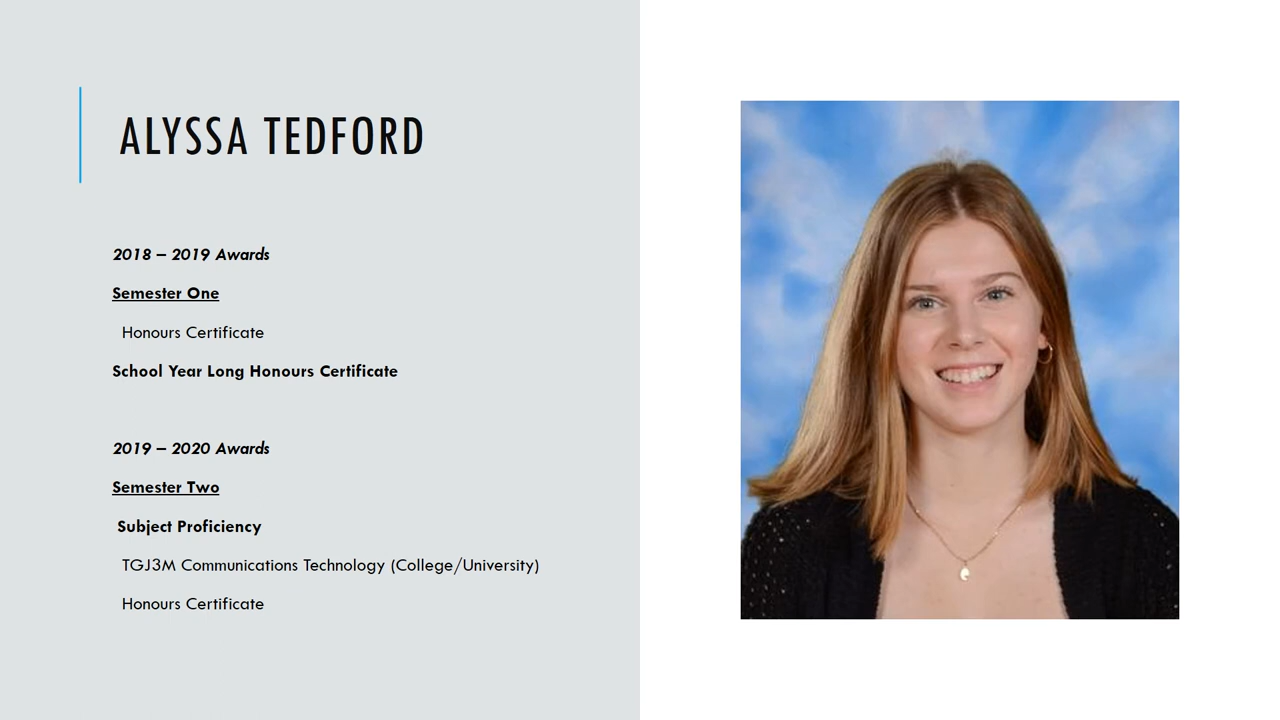 ALYSSA TEDFORD
2018 – 2019 Awards
Semester One
Honours Certificate
School Year Long Honours Certificate
2019 – 2020 Awards
Semester Two
Subject Proficiency
TGJ3M Communications Technology (College/University)
Honours Certificate